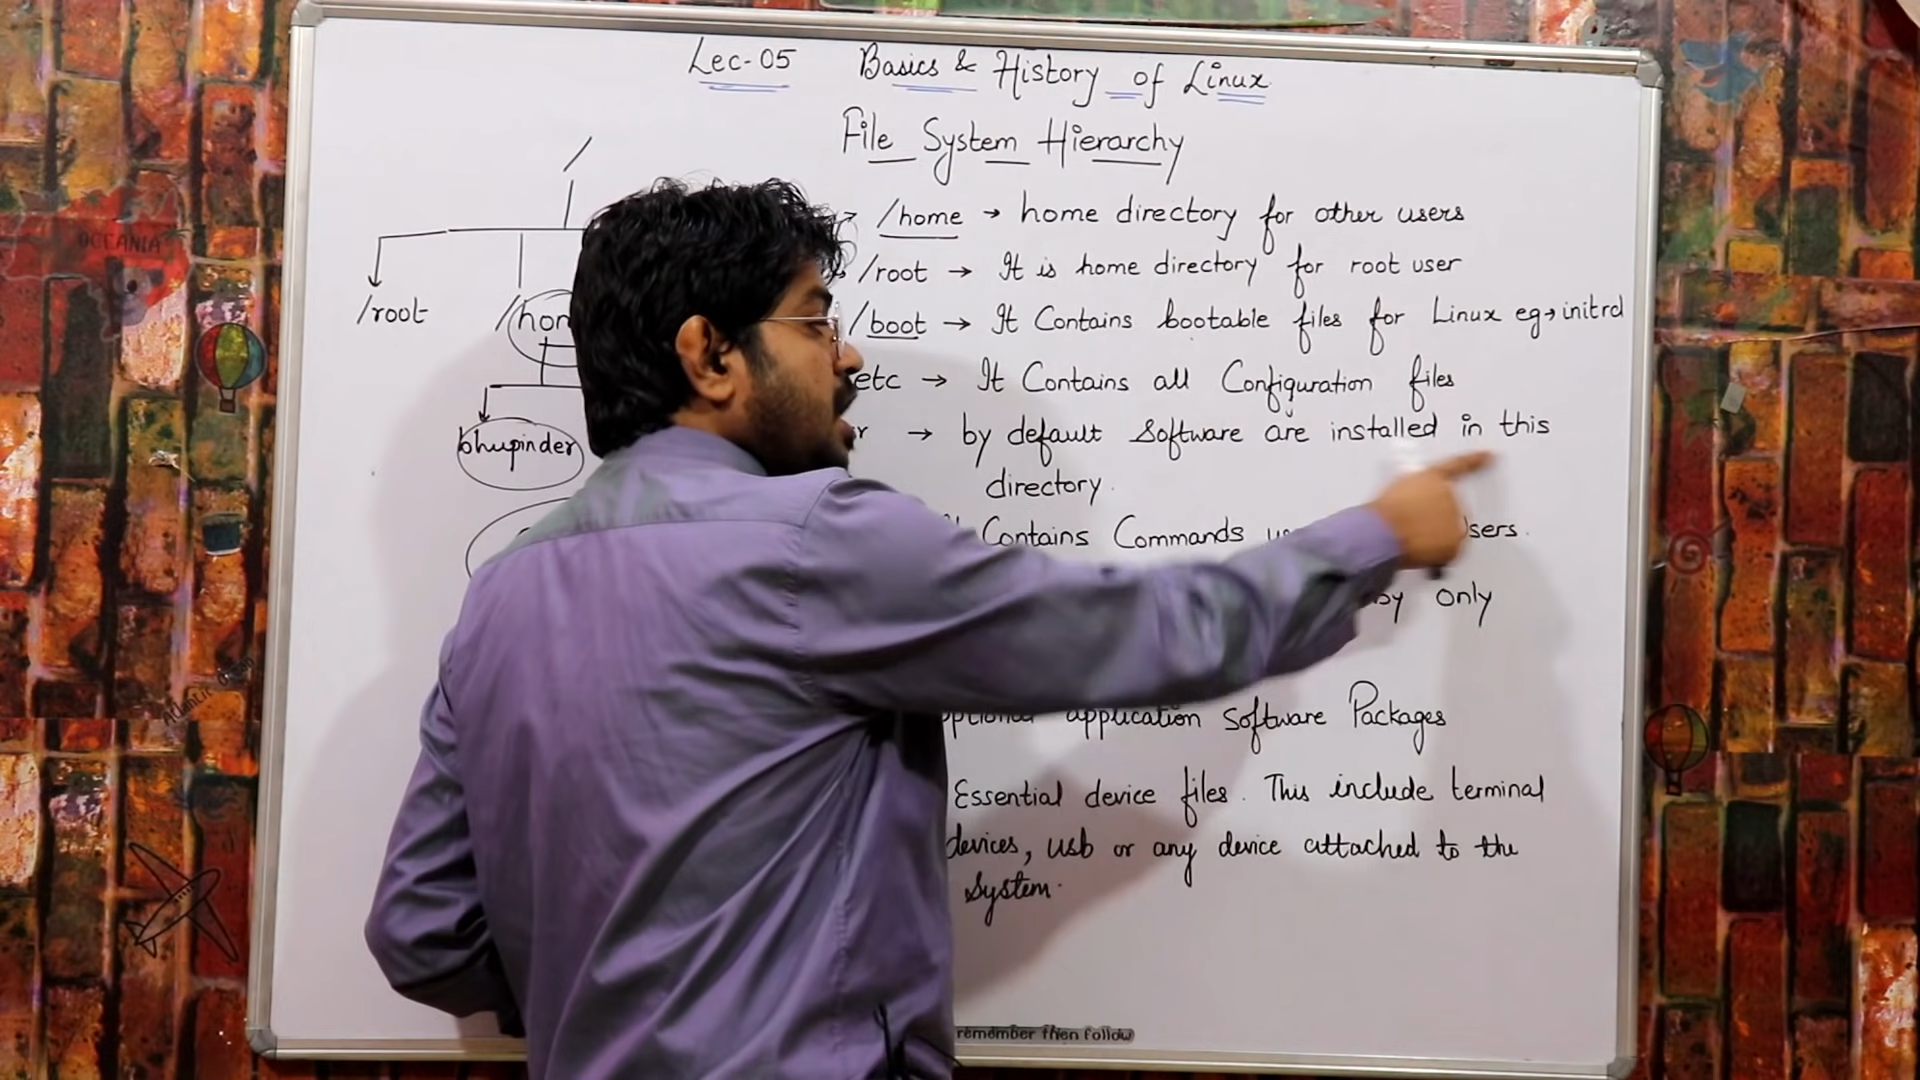 Lec-05 Basics & History of Linux
File System Hierarchy
/
/root
bhupinder
/home → home directory for other users
/root → It is home directory for root user
/boot → It Contains bootable files for Linux eg→initrd
etc → It Contains all Configuration files
→ by default Software are installed in this
directory.
Contains Commands
by only
application Software Packages
Essential device files. This include terminal
devices, usb or any device attached to the
System.
remember then follow
OCEANIA
Atlantic Ocean